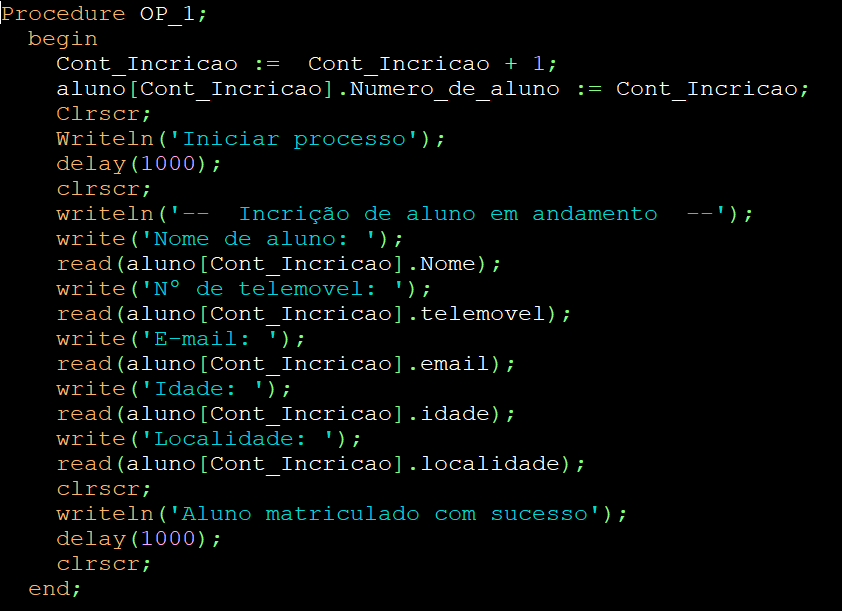 Procedure OP_1;
begin
Cont_Incricao :=  Cont_Incricao + 1;
aluno[Cont_Incricao].Numero_de_aluno := Cont_Incricao;
Clrscr;
Writeln('Iniciar processo');
delay(1000);
clrscr;
writeln('--  Incrição de aluno em andamento  --');
write('Nome de aluno: ');
read(aluno[Cont_Incricao].Nome);
write('Nº de telemovel: ');
read(aluno[Cont_Incricao].telemovel);
write('E-mail: ');
read(aluno[Cont_Incricao].email);
write('Idade: ');
read(aluno[Cont_Incricao].idade);
write('Localidade: ');
read(aluno[Cont_Incricao].localidade);
clrscr;
writeln('Aluno matriculado com sucesso');
delay(1000);
clrscr;
end;